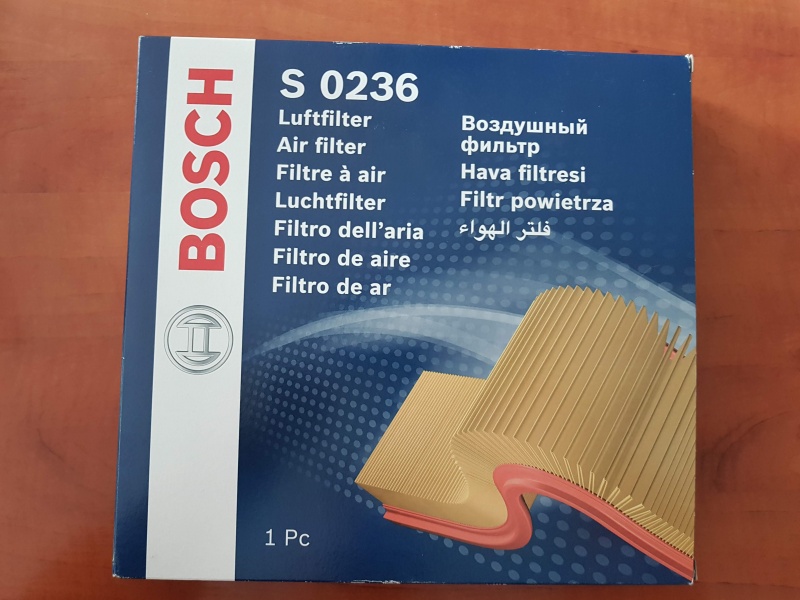 BOSCH
S 0236
Luftfilter
Air filter
Filtre à air
Luchtfilter
Filtro dell'aria
Filtro de aire
Filtro de ar
Воздушный
фильтр
Hava filtresi
Filtr powietrza
فلتر الهواء
1 Pc